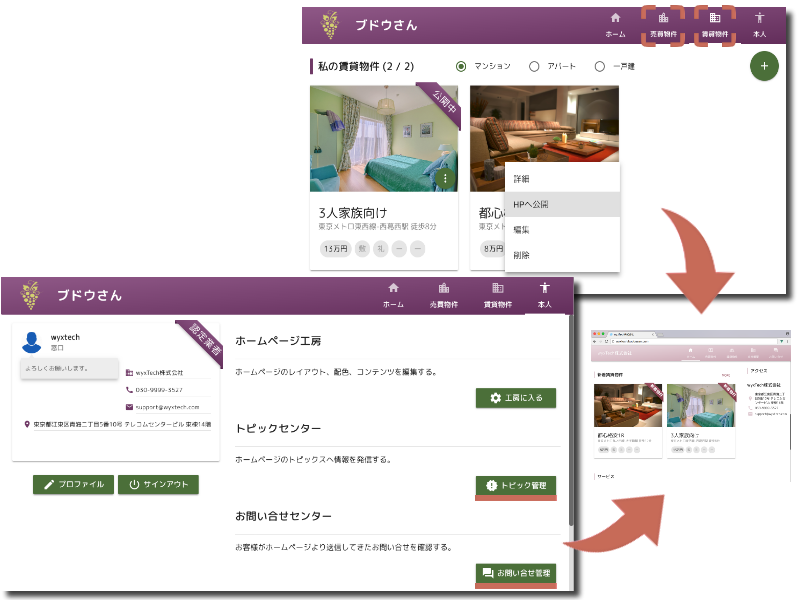 ブドウさん
ホーム
売買物件
賃貸物件
本人
私の賃貸物件 (2 / 2)
マンション
アパート
一戸建
公開中
3人家族向け
東京メトロ東西線-西葛西駅 徒歩8分
13万円
敷
礼
ー
ー
都心
東京メト
8万円
詳細
HPへ公開
編集
削除
ブドウさん
ホーム
売買物件
賃貸物件
本人
認定業者
wyxtech
窓口
よろしくお願いします。
wyxTech株式会社
030-9999-3527
support@wyxtech.com
東京都江東区青海二丁目5番10号 テレコムセンタービル 東棟14階
プロファイル
サインアウト
ホームページ工房
ホームページのレイアウト、配色、コンテンツを編集する。
工房に入る
トピックセンター
ホームページのトピックスへ情報を発信する。
トピック管理
お問い合せセンター
お客様がホームページより送信してきたお問い合せを確認する。
お問い合せ管理
wyxTech株式会社
新着賃貸物件
アクセス
wyxTech株式会社
3人家族向け
サービス